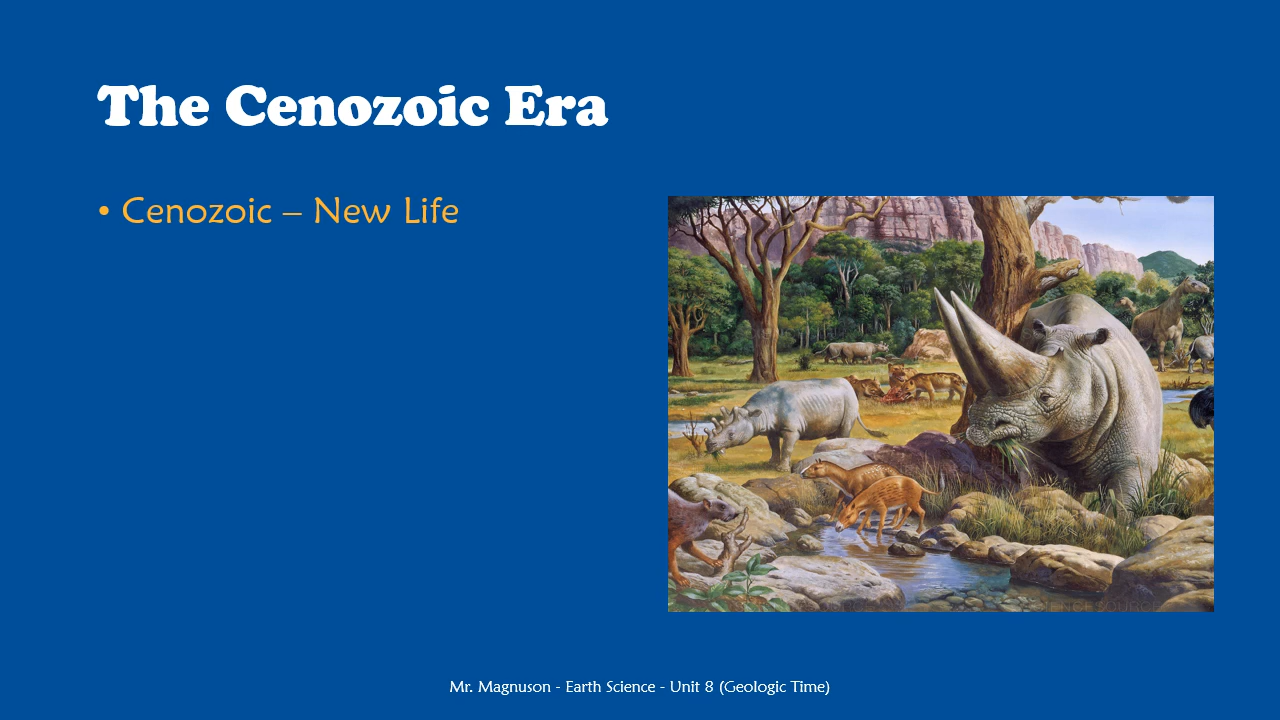 The Cenozoic Era
• Cenozoic – New Life
Mr. Magnuson - Earth Science - Unit 8 (Geologic Time)